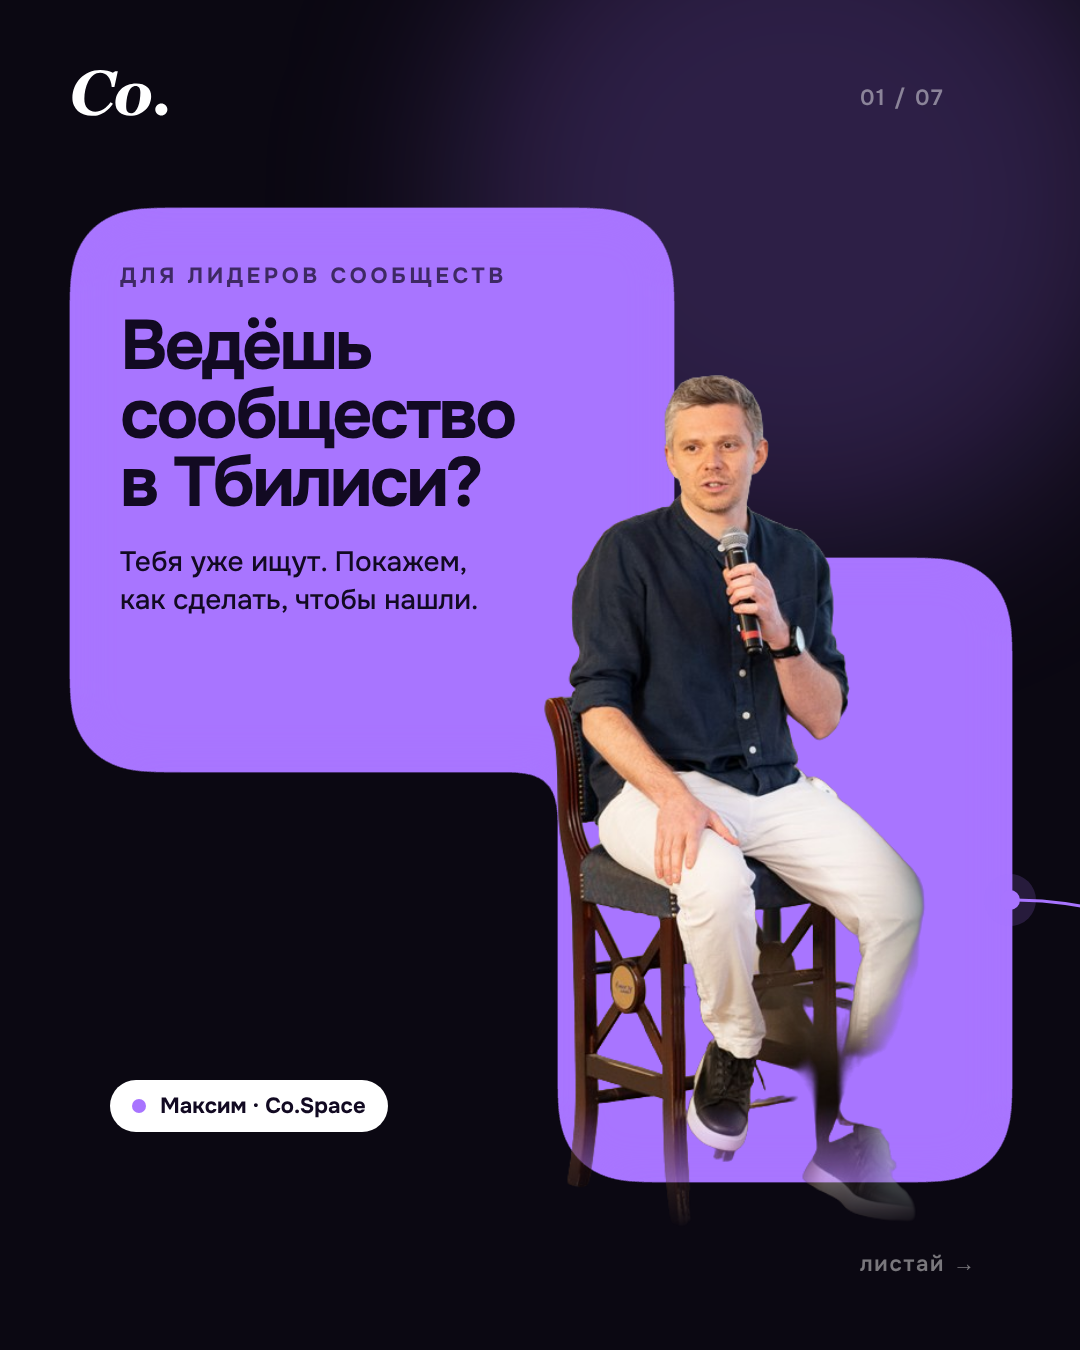 Co.
01 / 07
ДЛЯ ЛИДЕРОВ СООБЩЕСТВ
Ведёшь
сообщество
в Тбилиси?
Тебя уже ищут. Покажем,
как сделать, чтобы нашли.
Максим · Co.Space
листай →